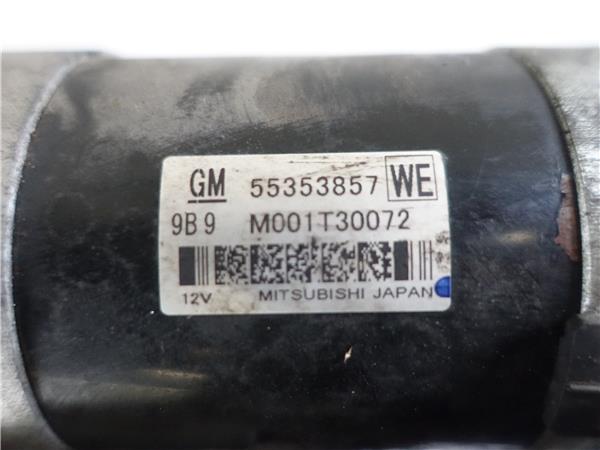 GM 55353857 WE
9B9 M001T30072
12V MITSUBISHI JAPAN